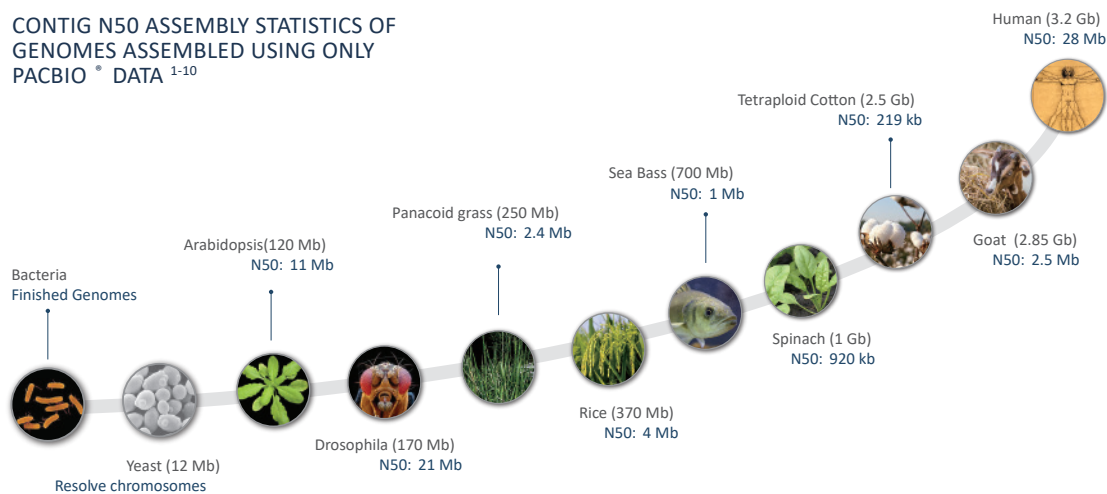 CONTIG N50 ASSEMBLY STATISTICS OF
GENOMES ASSEMBLED USING ONLY
PACBIO ® DATA 1-10
Bacteria
Finished Genomes
Yeast (12 Mb)
Resolve chromosomes
Arabidopsis(120 Mb)
N50: 11 Mb
Drosophila (170 Mb)
N50: 21 Mb
Panacoid grass (250 Mb)
N50: 2.4 Mb
Rice (370 Mb)
N50: 4 Mb
Sea Bass (700 Mb)
N50: 1 Mb
Spinach (1 Gb)
N50: 920 kb
Tetraploid Cotton (2.5 Gb)
N50: 219 kb
Goat (2.85 Gb)
N50: 2.5 Mb
Human (3.2 Gb)
N50: 28 Mb